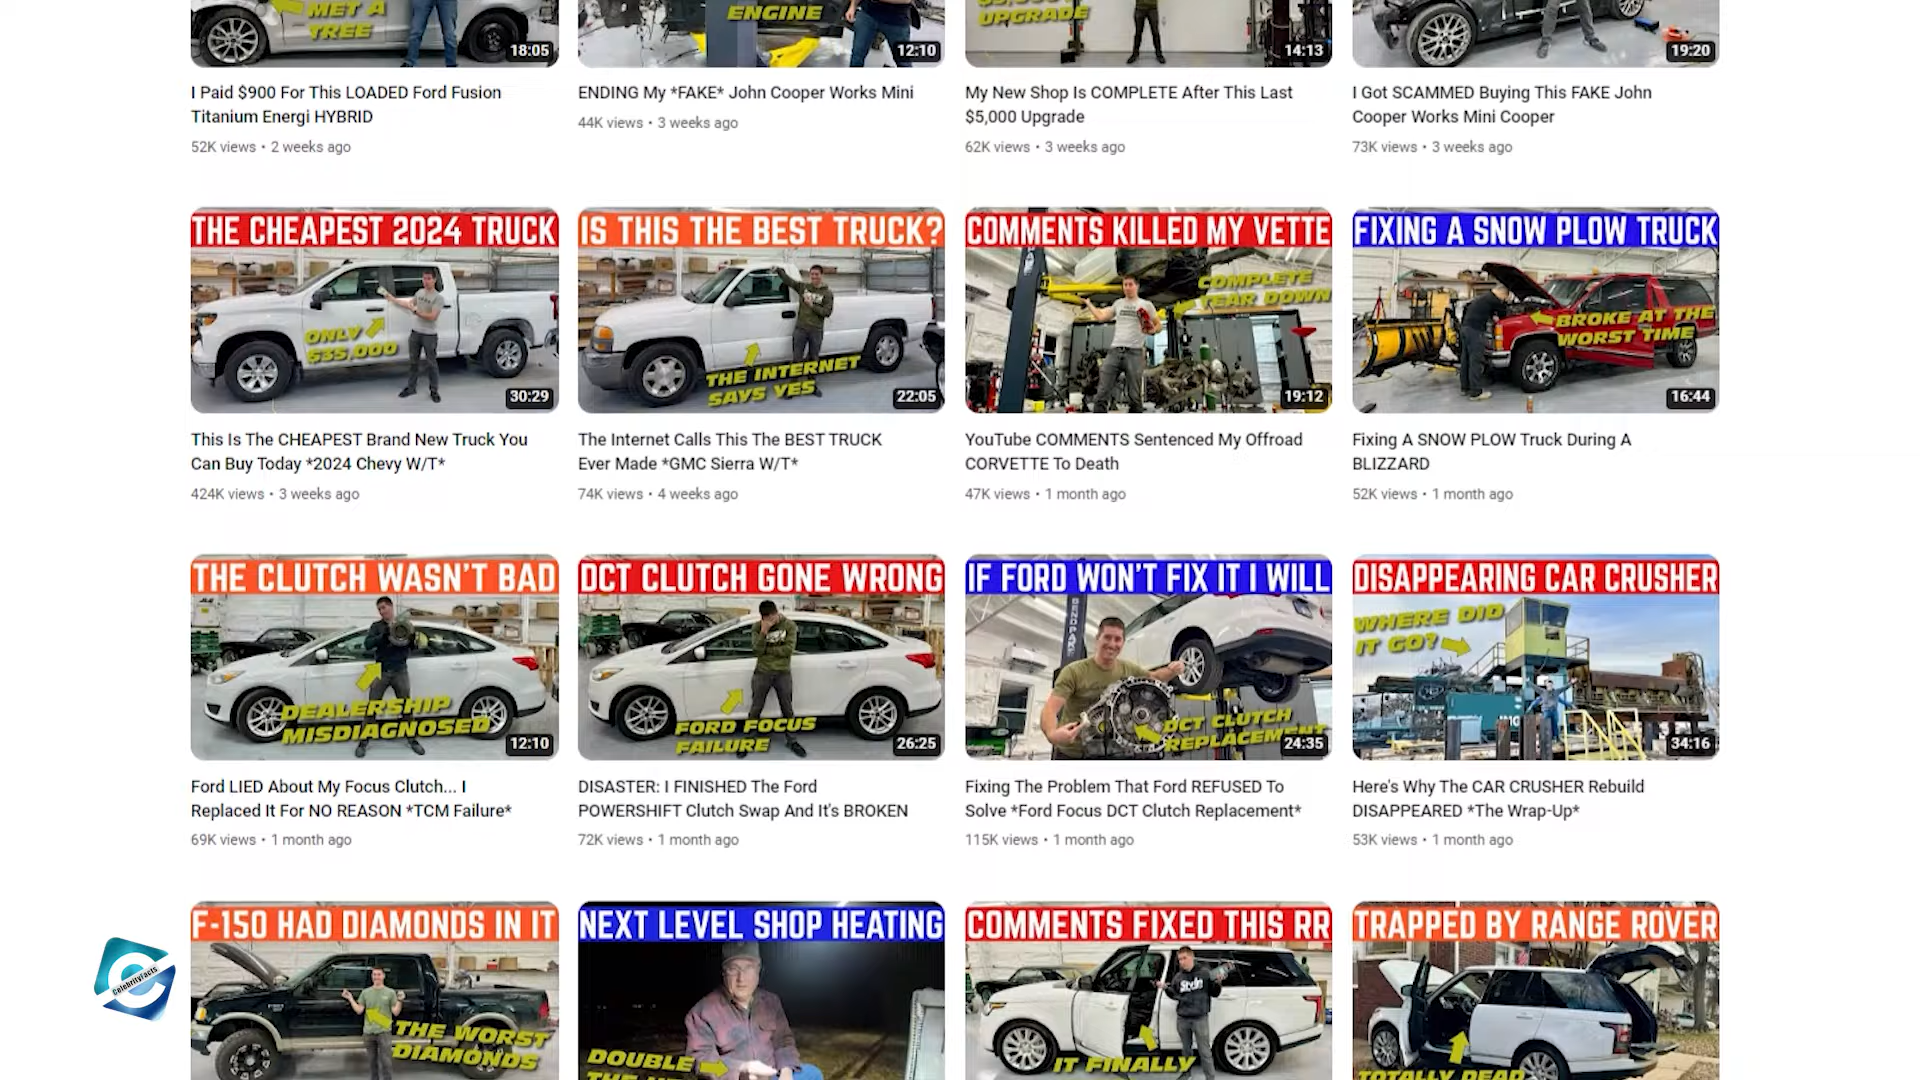 MET A
TREE
18:05
ENGINE
12:10
UPGRADE
14:13
19:20
I Paid $900 For This LOADED Ford Fusion
Titanium Energi HYBRID
52K views • 2 weeks ago
ENDING My *FAKE* John Cooper Works Mini
44K views • 3 weeks ago
My New Shop Is COMPLETE After This Last
$5,000 Upgrade
62K views • 3 weeks ago
I Got SCAMMED Buying This FAKE John
Cooper Works Mini Cooper
73K views • 3 weeks ago
THE CHEAPEST 2024 TRUCK
ONLY
$35,000
30:29
IS THIS THE BEST TRUCK?
THE INTERNET
SAYS YES
22:05
COMMENTS KILLED MY VETTE
COMPLETE
TEAR DOWN
19:12
FIXING A SNOW PLOW TRUCK
BROKE AT THE
WORST TIME
16:44
This Is The CHEAPEST Brand New Truck You
Can Buy Today *2024 Chevy W/T*
424K views • 3 weeks ago
The Internet Calls This The BEST TRUCK
Ever Made *GMC Sierra W/T*
74K views • 4 weeks ago
YouTube COMMENTS Sentenced My Offroad
CORVETTE To Death
47K views • 1 month ago
Fixing A SNOW PLOW Truck During A
BLIZZARD
52K views • 1 month ago
THE CLUTCH WASN'T BAD
DEALERSHIP
MISDIAGNOSED
12:10
DCT CLUTCH GONE WRONG
FORD FOCUS
FAILURE
26:25
IF FORD WON'T FIX IT I WILL
BENDPAK
DCT CLUTCH
REPLACEMENT
24:35
DISAPPEARING CAR CRUSHER
WHERE DID
IT GO?
34:16
Ford LIED About My Focus Clutch... I
Replaced It For NO REASON *TCM Failure*
69K views • 1 month ago
DISASTER: I FINISHED The Ford
POWERSHIFT Clutch Swap And It's BROKEN
72K views • 1 month ago
Fixing The Problem That Ford REFUSED To
Solve *Ford Focus DCT Clutch Replacement*
115K views • 1 month ago
Here's Why The CAR CRUSHER Rebuild
DISAPPEARED *The Wrap-Up*
53K views • 1 month ago
F-150 HAD DIAMONDS IN IT
THE WORST
DIAMONDS
NEXT LEVEL SHOP HEATING
DOUBLE
COMMENTS FIXED THIS RR
IT FINALLY
TRAPPED BY RANGE ROVER
TOTALLY DEAD
CelebrityFacts